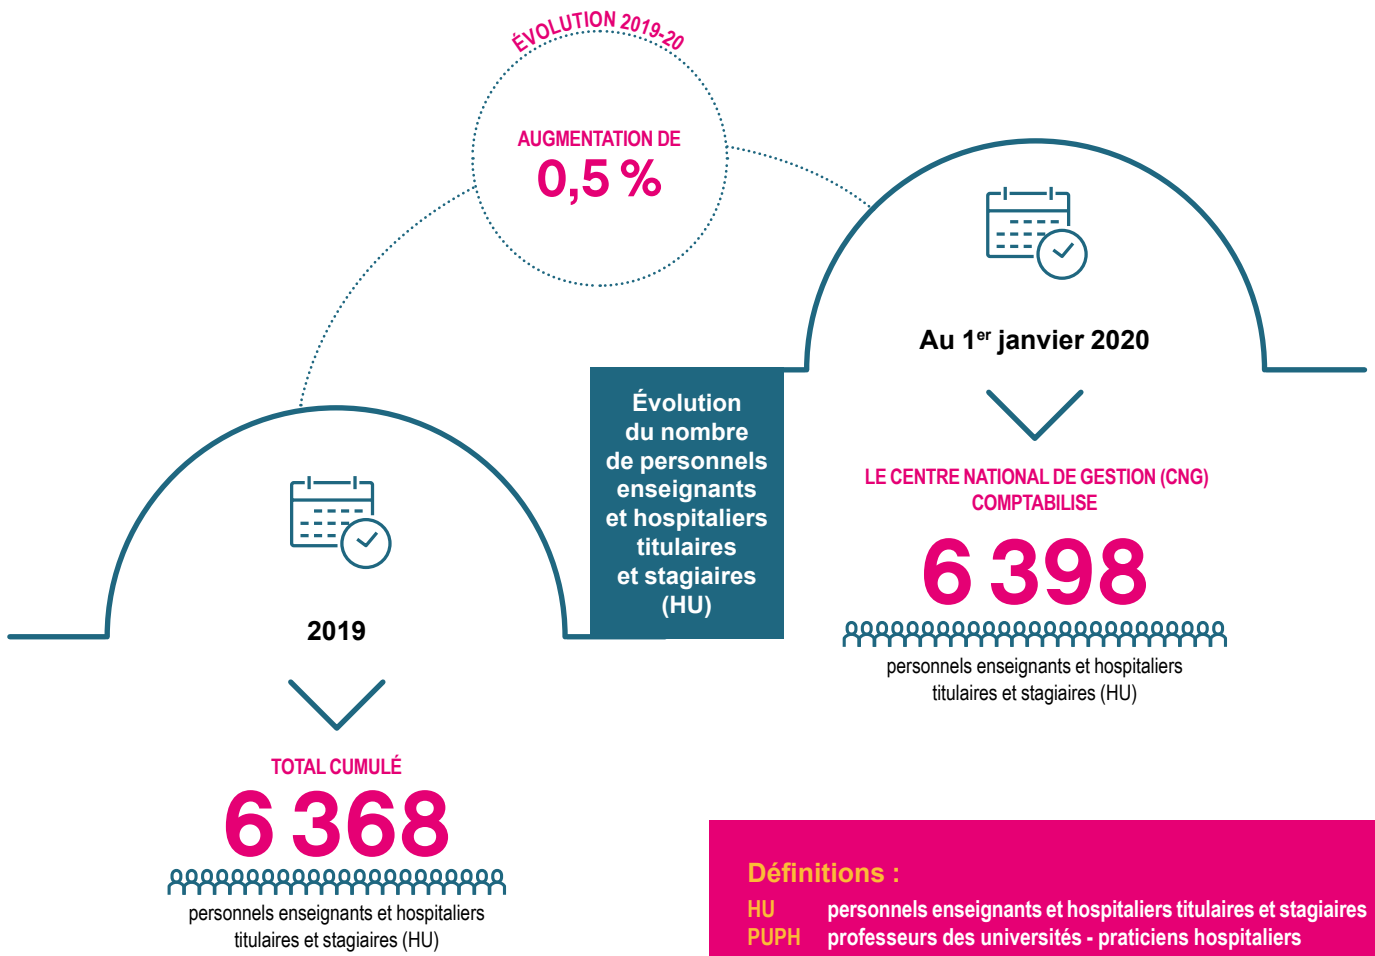 ÉVOLUTION 2019-20
AUGMENTATION DE
0,5 %
Au 1er janvier 2020
LE CENTRE NATIONAL DE GESTION (CNG)
COMPTABILISE
6 398
personnels enseignants et hospitaliers
titulaires et stagiaires (HU)
Évolution
du nombre
de personnels
enseignants
et hospitaliers
titulaires
et stagiaires
(HU)
2019
TOTAL CUMULÉ
6 368
personnels enseignants et hospitaliers
titulaires et stagiaires (HU)
Définitions :
HU personnels enseignants et hospitaliers titulaires et stagiaires
PUPH professeurs des universités - praticiens hospitaliers